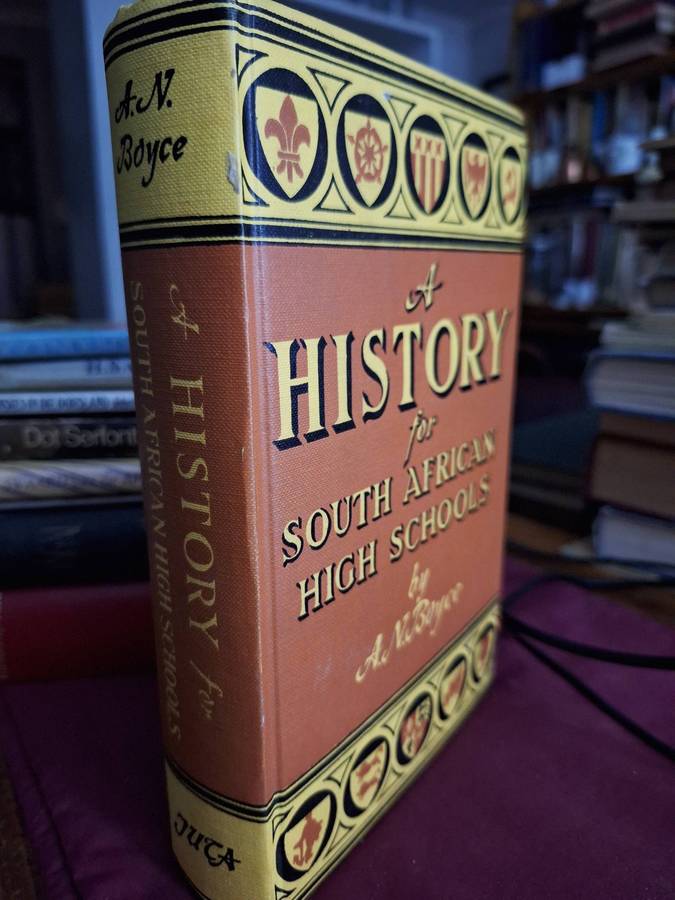 A.N.
Boyce
A HISTORY for
SOUTH AFRICAN HIGH SCHOOLS
JUTA
A
HISTORY
for
SOUTH AFRICAN
HIGH SCHOOLS
by
A.N. Boyce